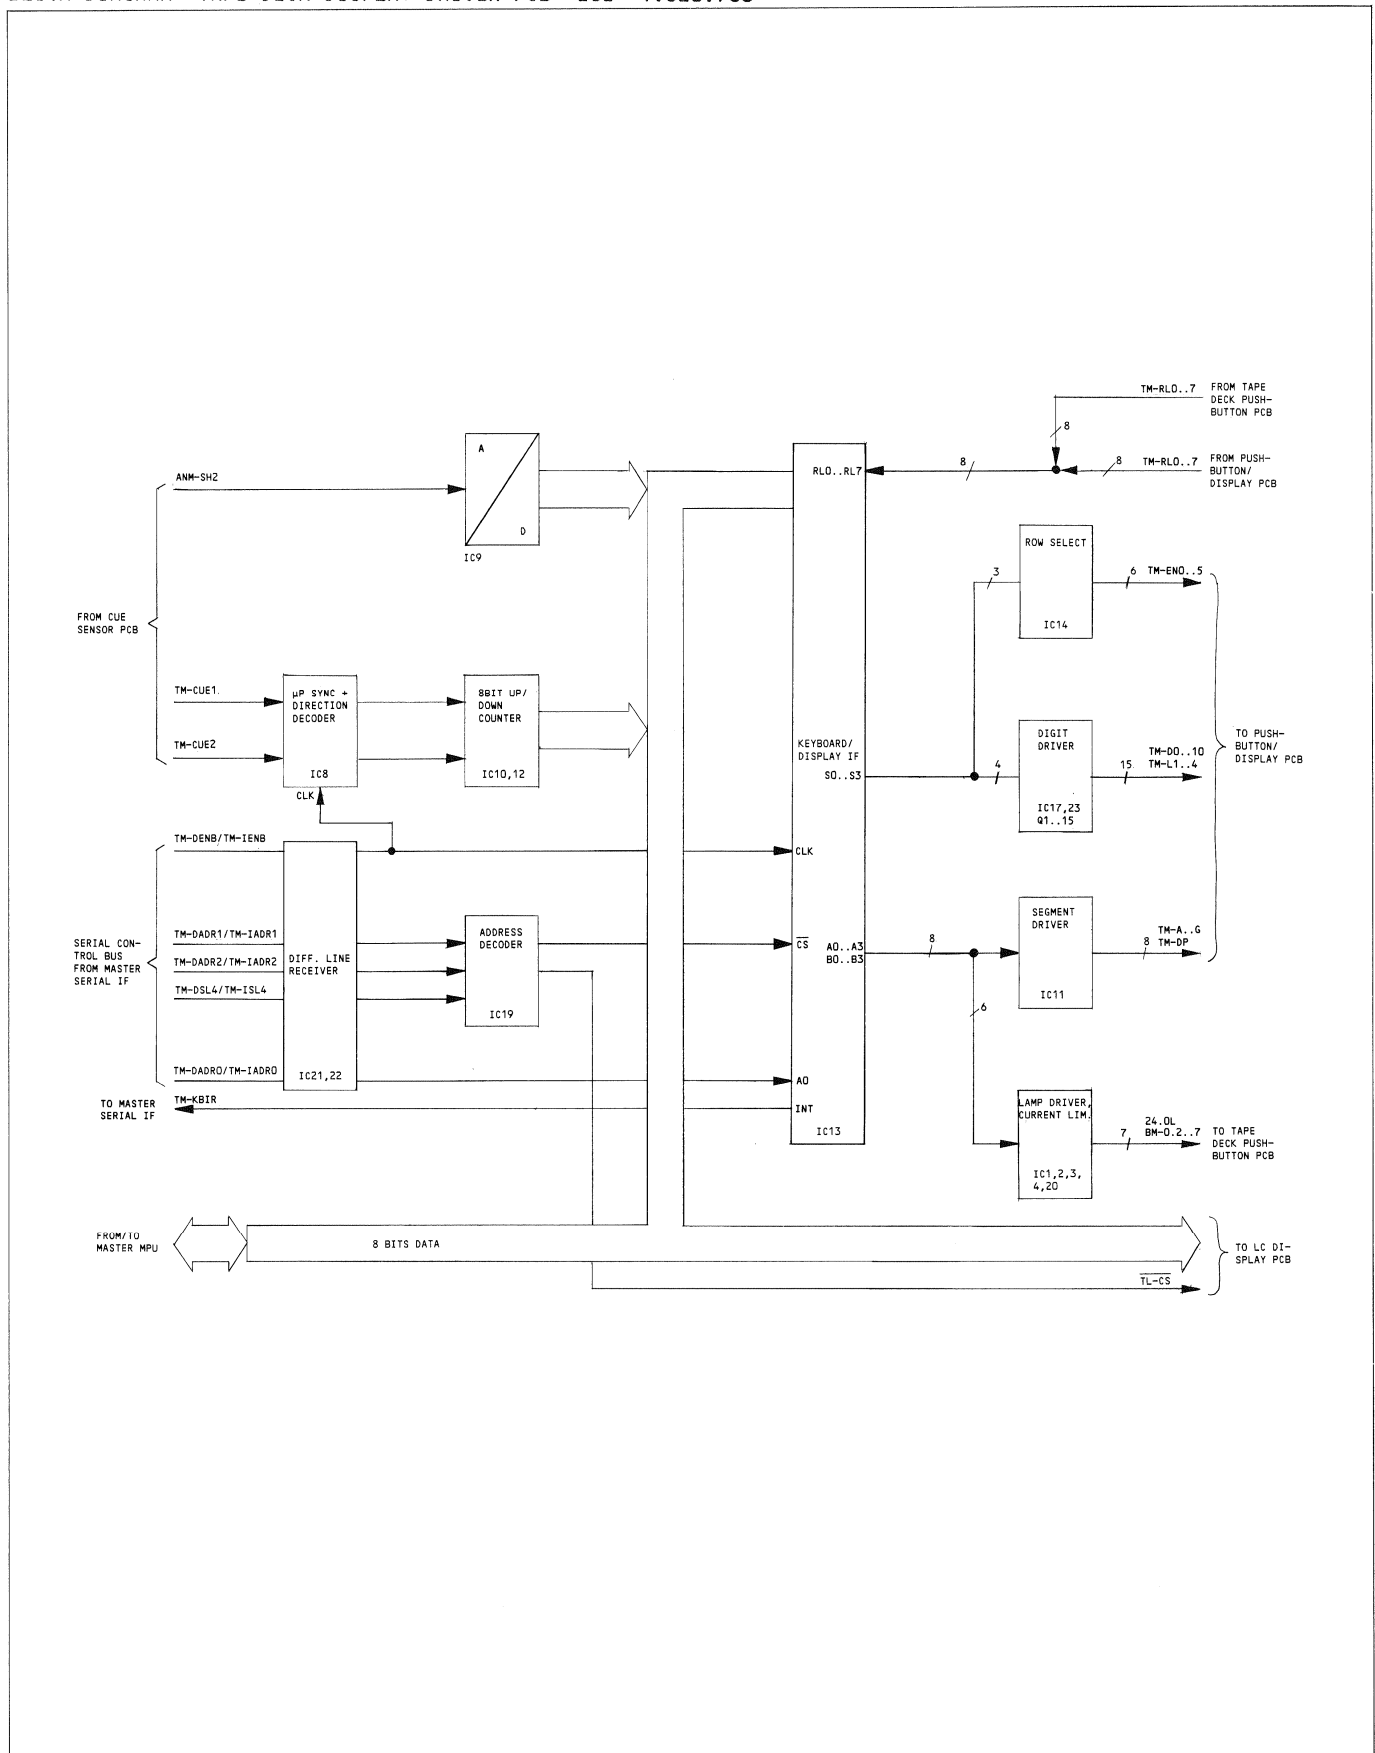 TM-RL0..7
FROM TAPE
DECK PUSH-
BUTTON PCB
8
A
D
IC9
ANM-SH2
RL0..RL7
8
8
TM-RL0..7
FROM PUSH-
BUTTON/
DISPLAY PCB
ROW SELECT
IC14
3
6
TM-EN0..5
FROM CUE
SENSOR PCB
TM-CUE1
TM-CUE2
µP SYNC +
DIRECTION
DECODER
IC8
CLK
8BIT UP/
DOWN
COUNTER
IC10,12
KEYBOARD/
DISPLAY IF
S0..S3
4
DIGIT
DRIVER
IC17,23
Q1..15
15
TM-D0..10
TM-L1..4
TO PUSH-
BUTTON/
DISPLAY PCB
TM-DENB/TM-IENB
CLK
SERIAL CON-
TROL BUS
FROM MASTER
SERIAL IF
TM-DADR1/TM-IADR1
TM-DADR2/TM-IADR2
TM-DSL4/TM-ISL4
TM-DADR0/TM-IADR0
DIFF. LINE
RECEIVER
IC21,22
ADDRESS
DECODER
IC19
CS
A0..A3
B0..B3
8
SEGMENT
DRIVER
IC11
8
TM-A..G
TM-DP
6
A0
INT
IC13
TO MASTER
SERIAL IF
TM-KBIR
LAMP DRIVER,
CURRENT LIM.
IC1,2,3,
4,20
7
24.0L
BM-0.2..7
TO TAPE
DECK PUSH-
BUTTON PCB
FROM/TO
MASTER MPU
8 BITS DATA
TO LC DI-
SPLAY PCB
TL-CS